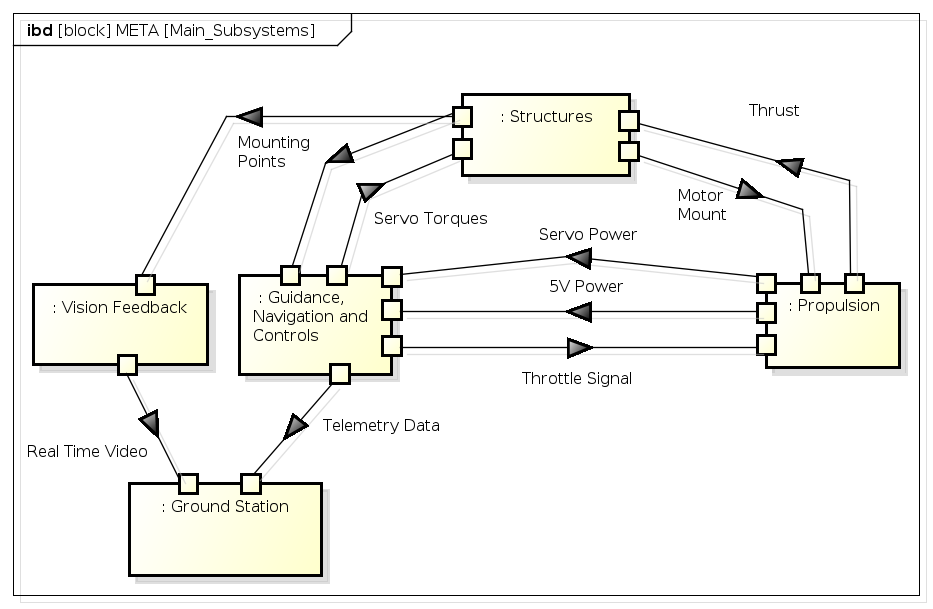 ibd [block] META [Main_Subsystems]
: Structures
Thrust
Mounting
Points
Motor
Mount
Servo Torques
Servo Power
5V Power
: Vision Feedback
: Guidance,
Navigation and
Controls
: Propulsion
Throttle Signal
Telemetry Data
Real Time Video
: Ground Station